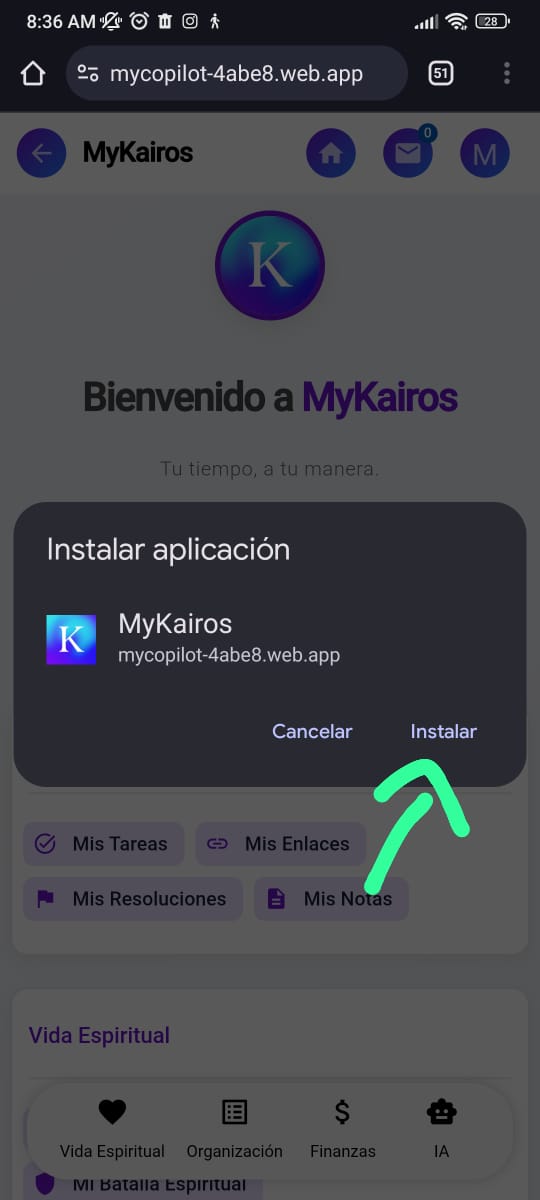 8:36 AM
28
mycopilot-4abe8.web.app
51
MyKairos
0
M
K
Bienvenido a MyKairos
Tu tiempo, a tu manera.
Instalar aplicación
K
MyKairos
mycopilot-4abe8.web.app
Cancelar
Instalar
Mis Tareas
Mis Enlaces
Mis Resoluciones
Mis Notas
Vida Espiritual
Vida Espiritual
Organización
Finanzas
IA
Mi Batalla Espiritual